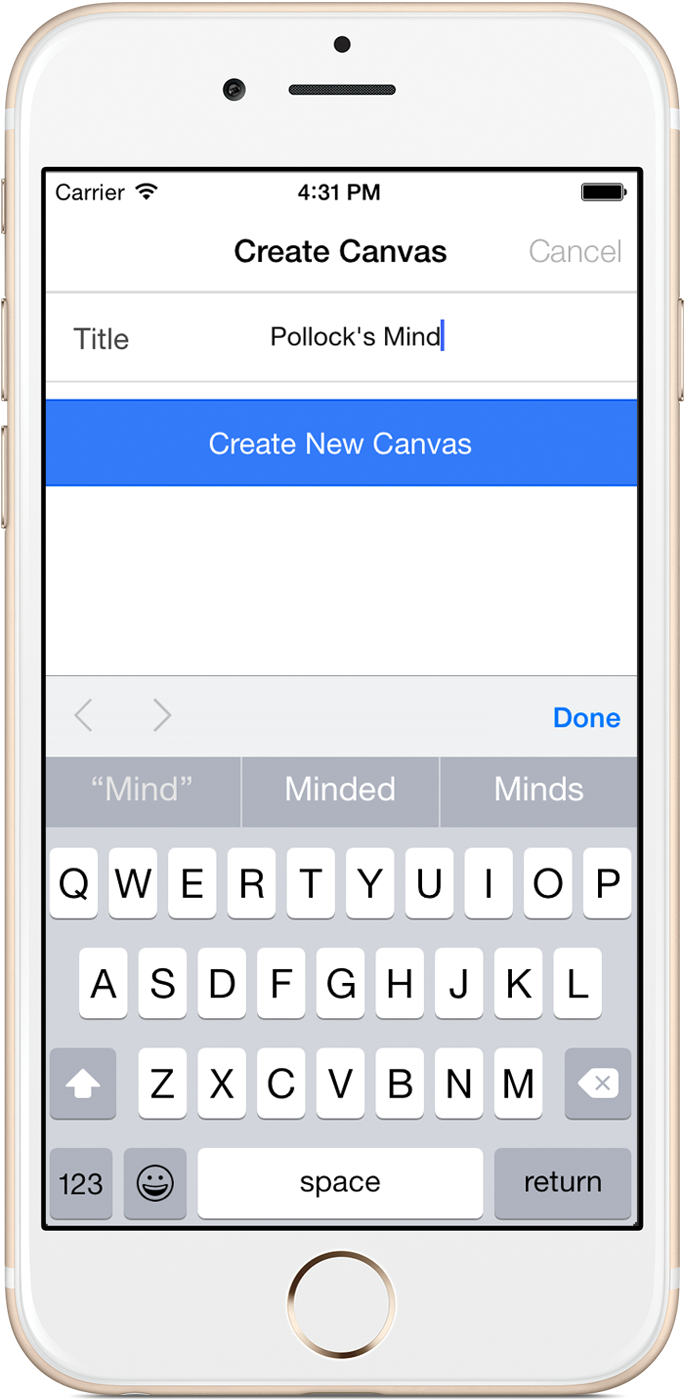 Carrier 4:31 PM
Create Canvas Cancel
Title Pollock's Mind
Create New Canvas
Done
“Mind” Minded Minds
Q W E R T Y U I O P
A S D F G H J K L
Z X C V B N M
123 space return